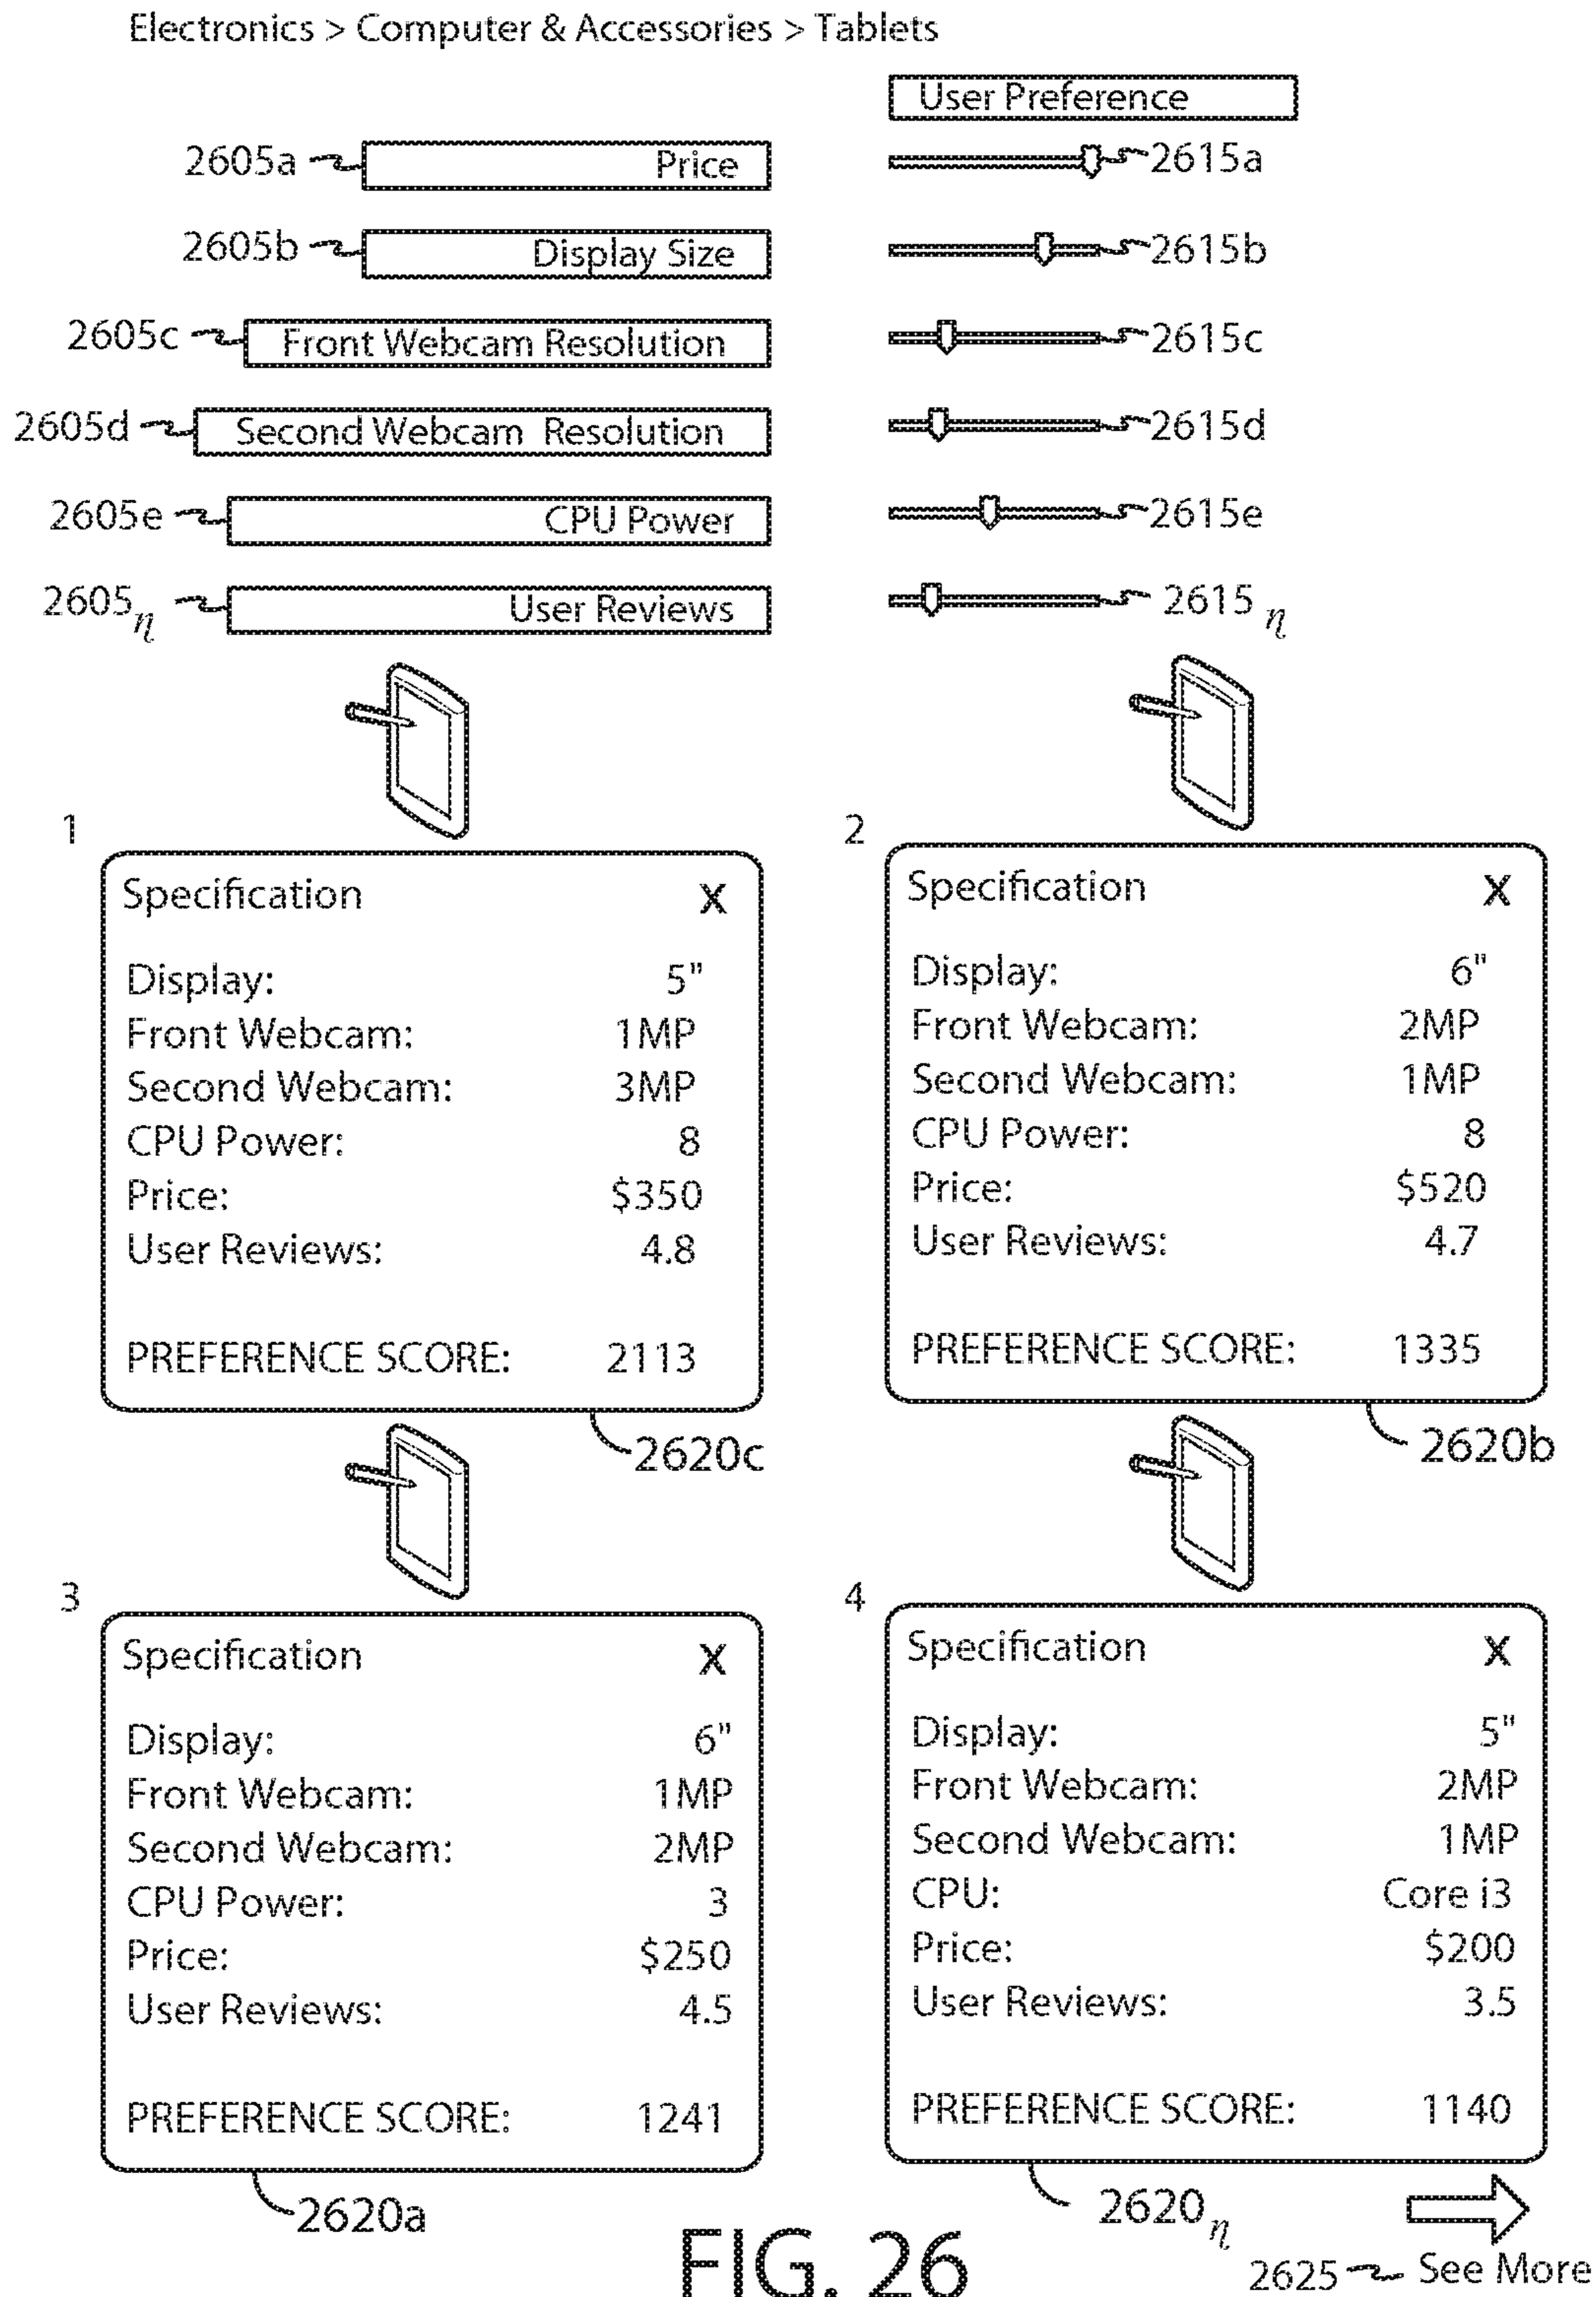 Electronics > Computer & Accessories > Tablets
User Preference
2605a Price 2615a
2605b Display Size 2615b
2605c Front Webcam Resolution 2615c
2605d Second Webcam Resolution 2615d
2605e CPU Power 2615e
2605η User Reviews 2615η
1
Specification X
Display: 5"
Front Webcam: 1MP
Second Webcam: 3MP
CPU Power: 8
Price: $350
User Reviews: 4.8
PREFERENCE SCORE: 2113
2620c
2
Specification X
Display: 6"
Front Webcam: 2MP
Second Webcam: 1MP
CPU Power: 8
Price: $520
User Reviews: 4.7
PREFERENCE SCORE: 1335
2620b
3
Specification X
Display: 6"
Front Webcam: 1MP
Second Webcam: 2MP
CPU Power: 3
Price: $250
User Reviews: 4.5
PREFERENCE SCORE: 1241
2620a
4
Specification X
Display: 5"
Front Webcam: 2MP
Second Webcam: 1MP
CPU: Core i3
Price: $200
User Reviews: 3.5
PREFERENCE SCORE: 1140
2620η
2625 See More
FIG. 26